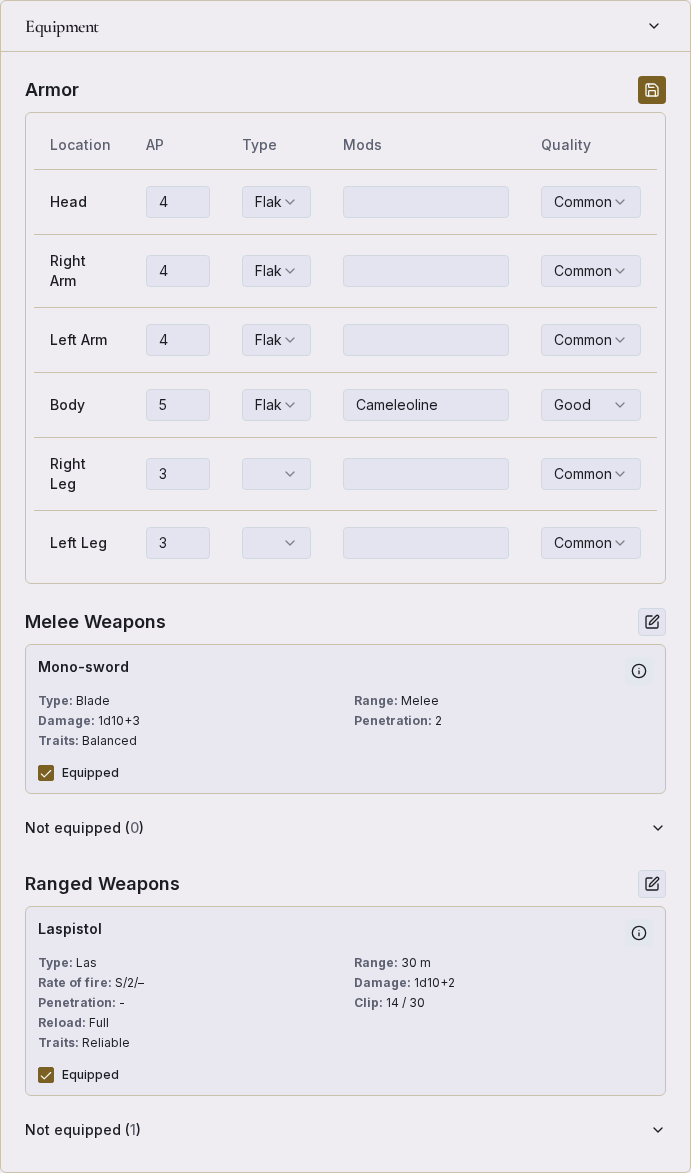 Equipment
Armor
Location AP Type Mods Quality
Head 4 Flak Common
Right
Arm 4 Flak Common
Left Arm 4 Flak Common
Body 5 Flak Cameleoline Good
Right
Leg 3 Common
Left Leg 3 Common
Melee Weapons
Mono-sword
Type: Blade Range: Melee
Damage: 1d10+3 Penetration: 2
Traits: Balanced
Equipped
Not equipped (0)
Ranged Weapons
Laspistol
Type: Las Range: 30 m
Rate of fire: S/2/– Damage: 1d10+2
Penetration: - Clip: 14 / 30
Reload: Full
Traits: Reliable
Equipped
Not equipped (1)